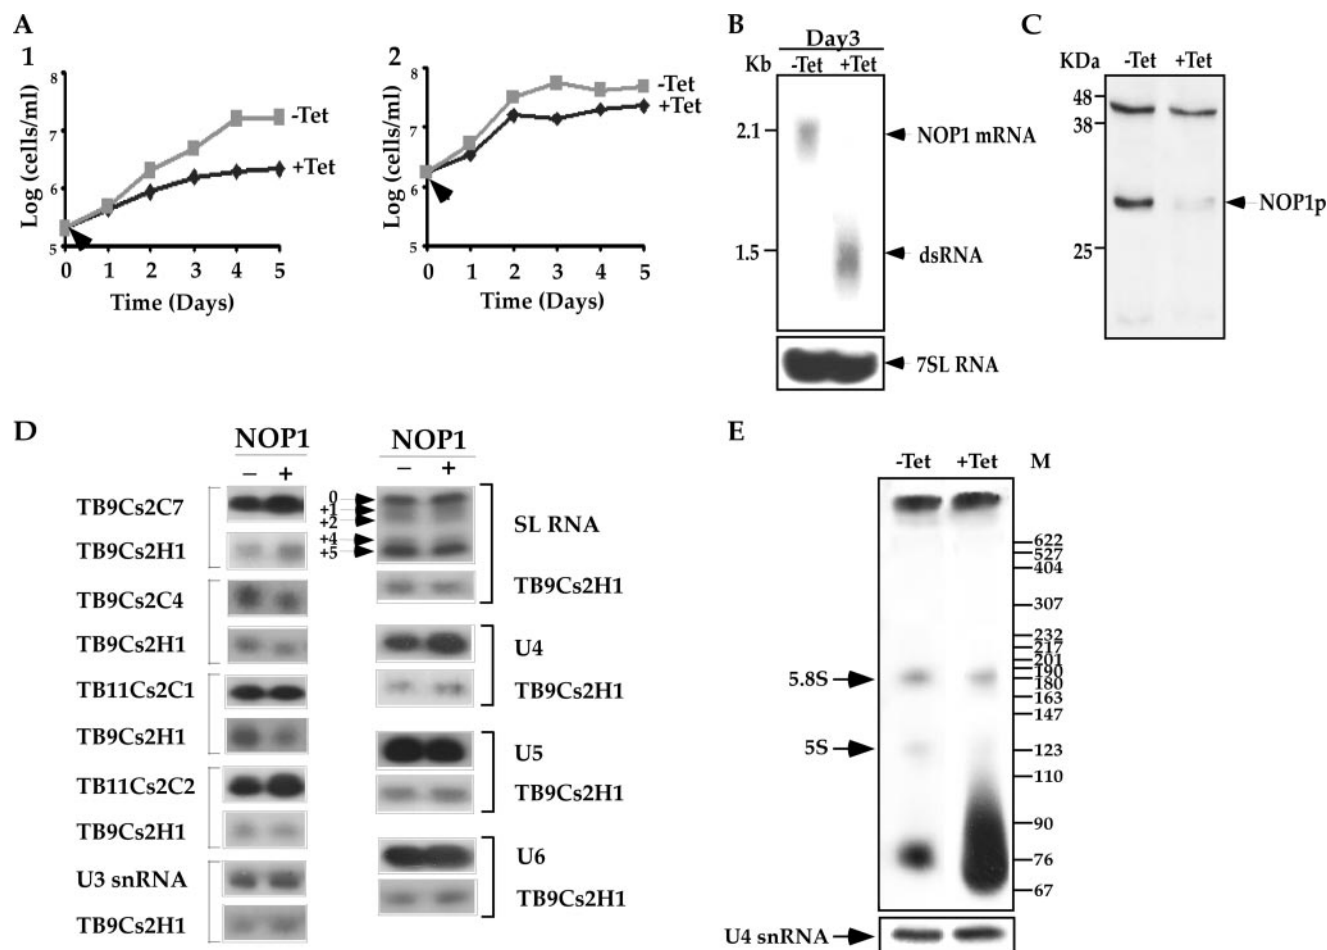 A
1
Log (cells/ml)
8
7
6
5
0 1 2 3 4 5
Time (Days)
-Tet
+Tet
2
Log (cells/ml)
8
7
6
5
0 1 2 3 4 5
Time (Days)
-Tet
+Tet
B
Day3
Kb -Tet +Tet
2.1
NOP1 mRNA
1.5
dsRNA
7SL RNA
C
KDa -Tet +Tet
48
38
NOP1p
25
D
NOP1
− +
TB9Cs2C7
TB9Cs2H1
TB9Cs2C4
TB9Cs2H1
TB11Cs2C1
TB9Cs2H1
TB11Cs2C2
TB9Cs2H1
U3 snRNA
TB9Cs2H1
NOP1
− +
0
+1
+2
+4
+5
SL RNA
TB9Cs2H1
U4
TB9Cs2H1
U5
TB9Cs2H1
U6
TB9Cs2H1
E
-Tet +Tet M
622
527
404
307
232
217
201
190
180
163
147
123
110
90
76
67
5.8S
5S
U4 snRNA